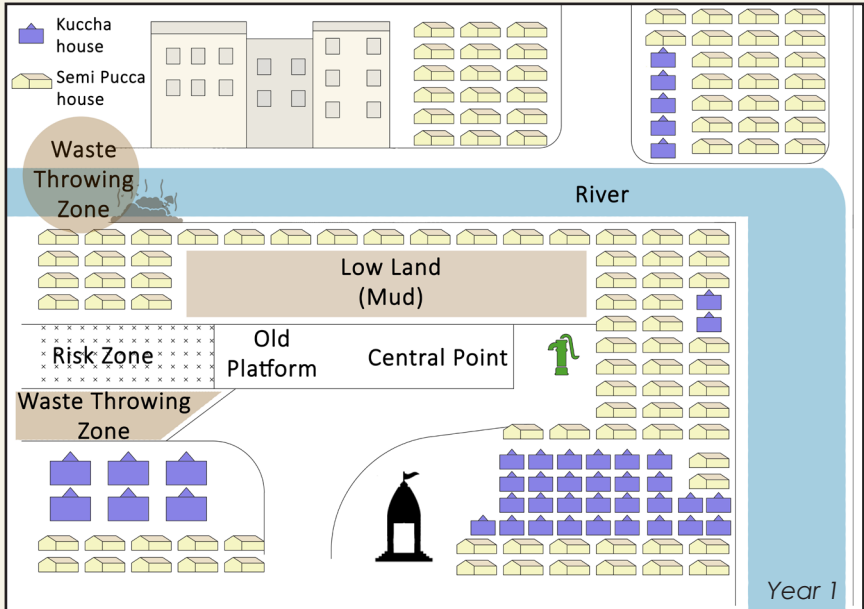 Kuccha
house
Semi Pucca
house
Waste
Throwing
Zone
River
Low Land
(Mud)
Risk Zone
Old
Platform
Central Point
Waste Throwing
Zone
Year 1